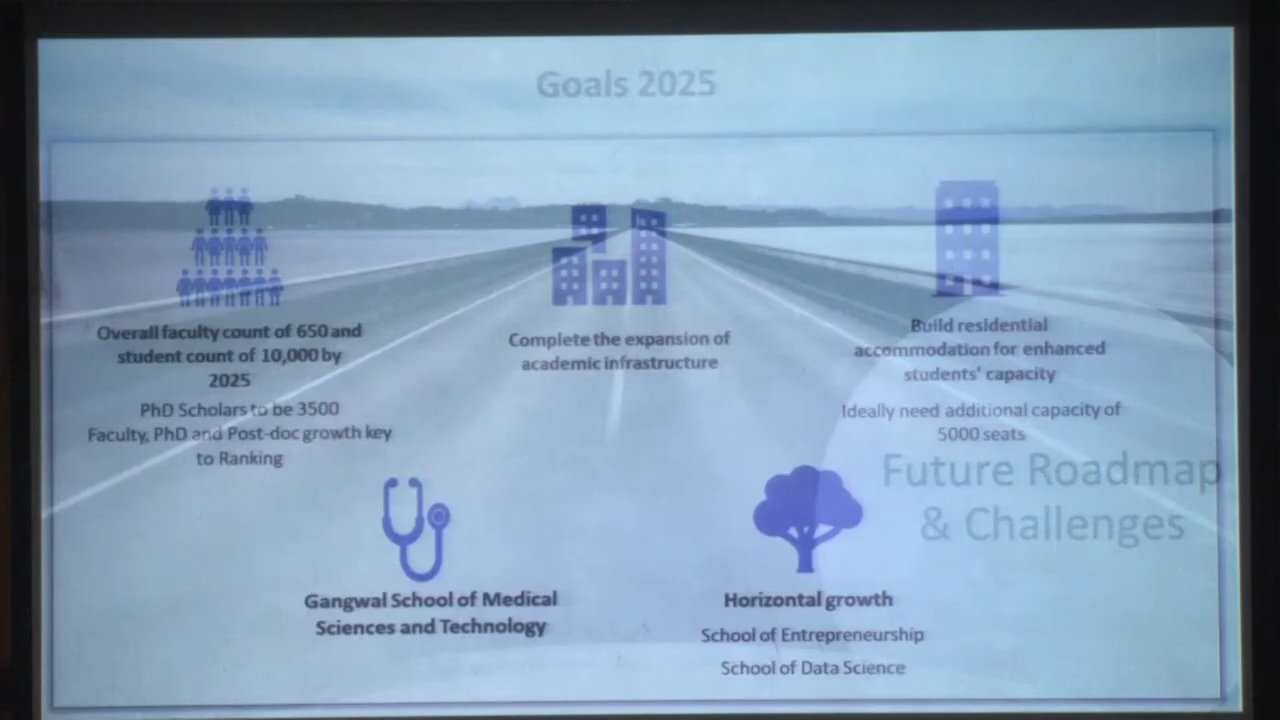 Goals 2025
Overall faculty count of 650 and
student count of 10,000 by
2025
PhD Scholars to be 3500
Faculty, PhD and Post-doc growth key
to Ranking
Complete the expansion of
academic infrastructure
Build residential
accommodation for enhanced
students' capacity
Ideally need additional capacity of
5000 seats
Future Roadmap
& Challenges
Gangwal School of Medical
Sciences and Technology
Horizontal growth
School of Entrepreneurship
School of Data Science